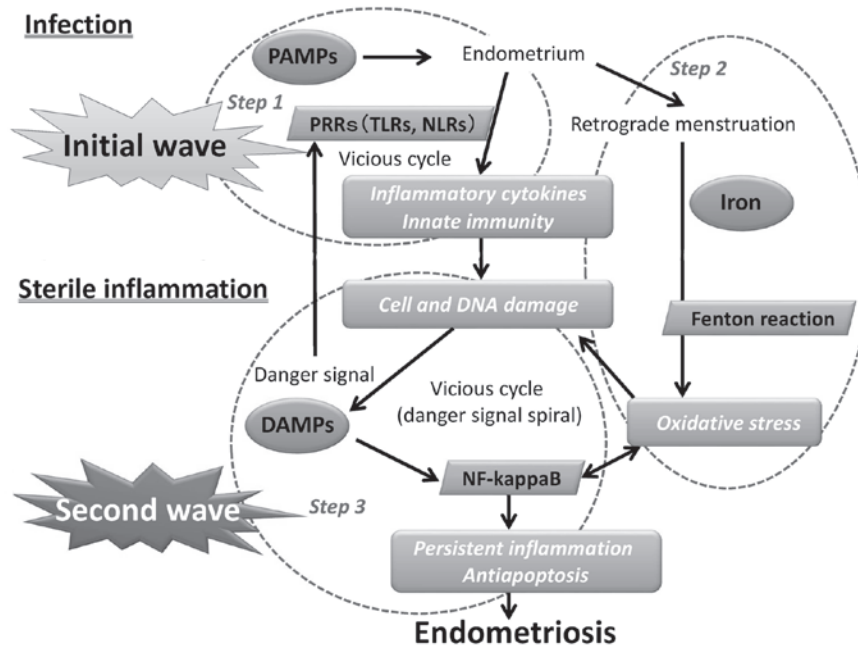 Infection
PAMPs
Endometrium
Step 1
Step 2
PRRs (TLRs, NLRs)
Retrograde menstruation
Initial wave
Vicious cycle
Inflammatory cytokines
Innate immunity
Iron
Sterile inflammation
Cell and DNA damage
Fenton reaction
Danger signal
Vicious cycle
(danger signal spiral)
DAMPs
Oxidative stress
NF-kappaB
Second wave
Step 3
Persistent inflammation
Antiapoptosis
Endometriosis